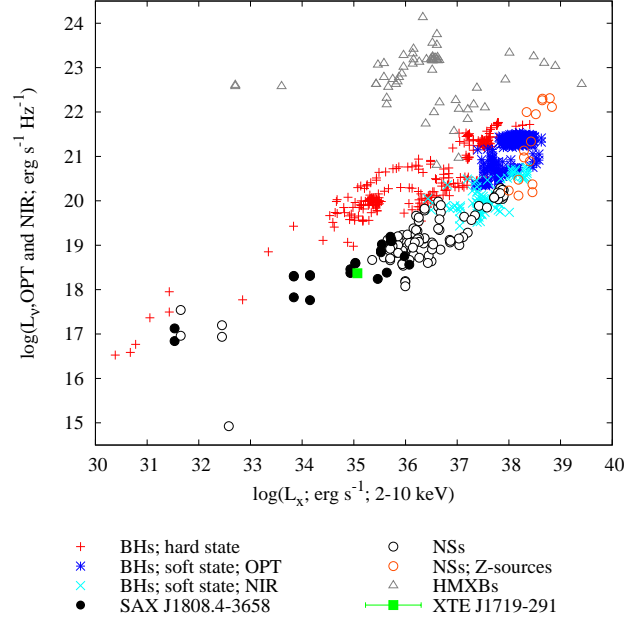 24
23
22
21
20
19
18
17
16
15
log(L_ν,OPT and NIR; erg s⁻¹ Hz⁻¹)
30 31 32 33 34 35 36 37 38 39 40
log(L_x; erg s⁻¹; 2-10 keV)
BHs; hard state
BHs; soft state; OPT
BHs; soft state; NIR
SAX J1808.4-3658
NSs
NSs; Z-sources
HMXBs
XTE J1719-291